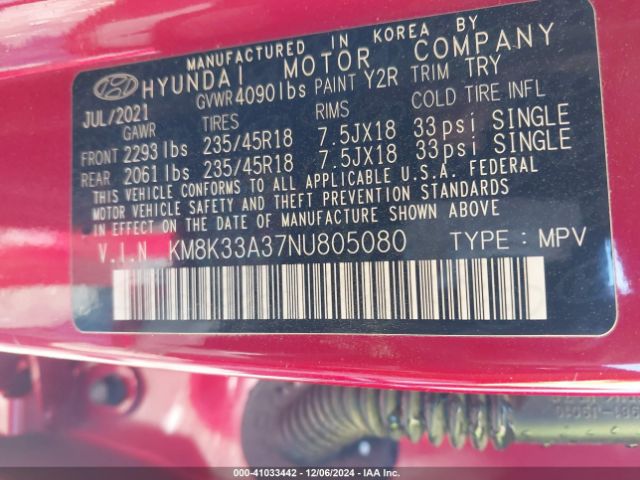 MANUFACTURED IN KOREA BY
HYUNDAI MOTOR COMPANY
JUL/2021 GVWR 4090 lbs PAINT Y2R TRIM TRY
GAWR TIRES RIMS COLD TIRE INFL
FRONT 2293 lbs 235/45R18 7.5JX18 33 psi SINGLE
REAR 2061 lbs 235/45R18 7.5JX18 33 psi SINGLE
THIS VEHICLE CONFORMS TO ALL APPLICABLE U.S.A. FEDERAL
MOTOR VEHICLE SAFETY AND THEFT PREVENTION STANDARDS
IN EFFECT ON THE DATE OF MANUFACTURE SHOWN ABOVE
V.I.N KM8K33A37NU805080 TYPE : MPV
000-41033442 - 12/06/2024 - IAA Inc.